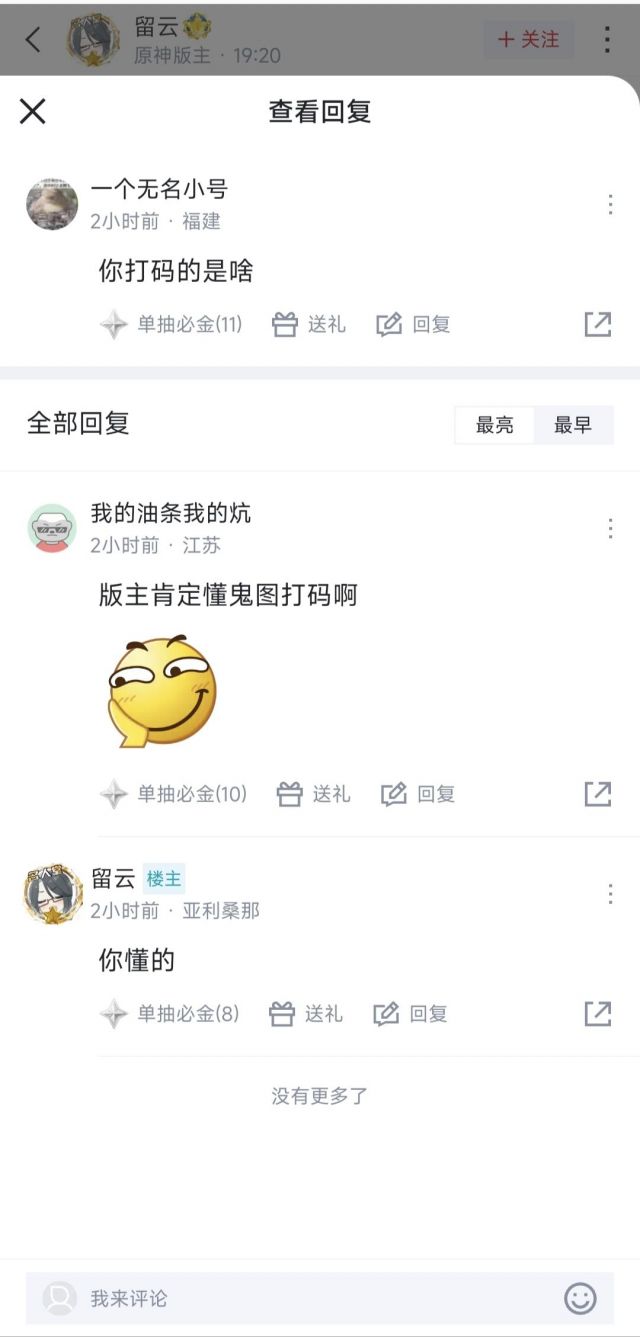 留云
原神版主 · 19:20
+ 关注
查看回复
一个无名小号
2小时前 · 福建
你打码的是啥
单抽必金(11) 送礼 回复
全部回复
最亮 最早
我的油条我的炕
2小时前 · 江苏
版主肯定懂鬼图打码啊
单抽必金(10) 送礼 回复
留云 楼主
2小时前 · 亚利桑那
你懂的
单抽必金(8) 送礼 回复
没有更多了
我来评论